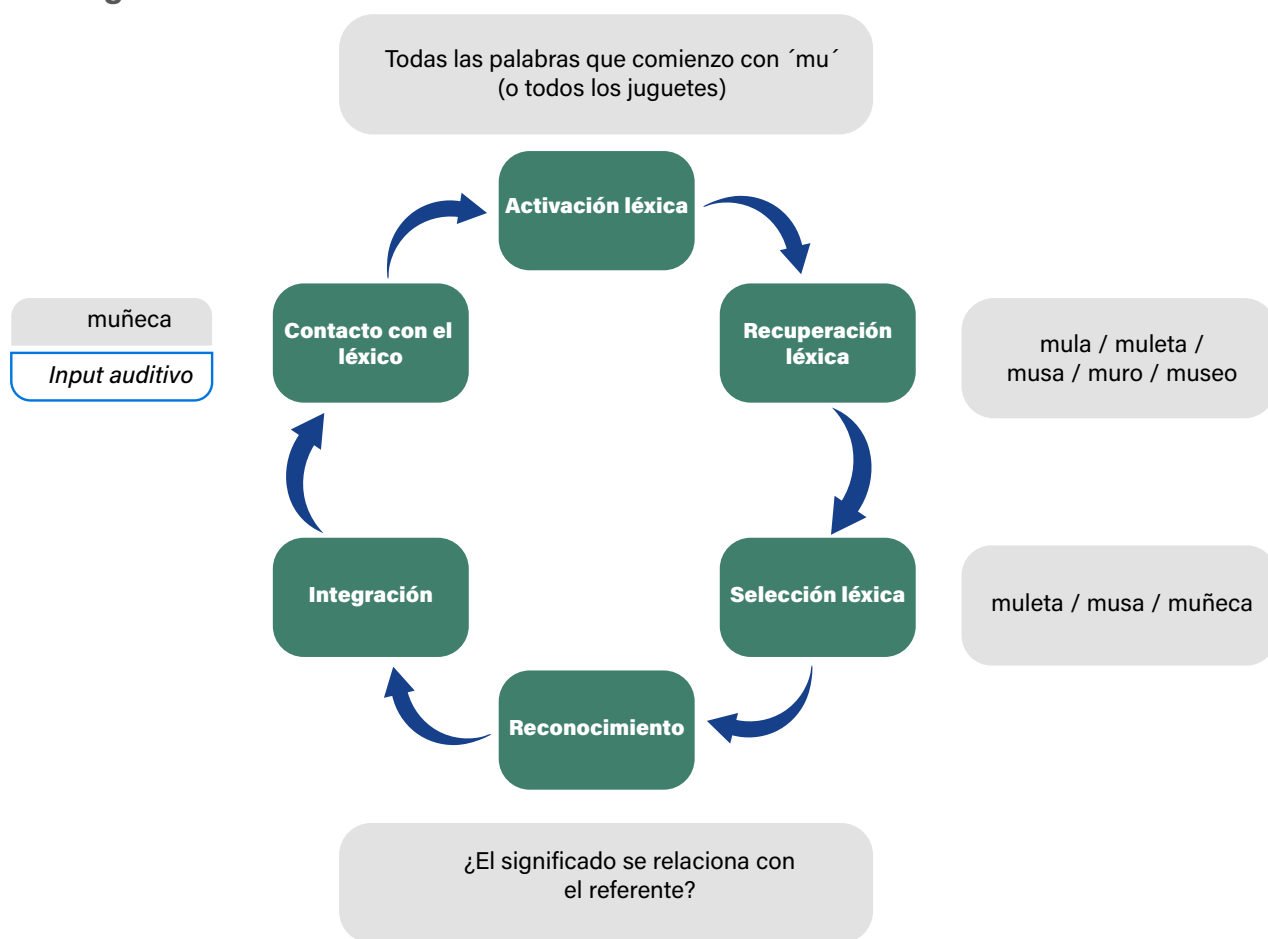 Todas las palabras que comienzo con ´mu´
(o todos los juguetes)
Activación léxica
muñeca
Input auditivo
Contacto con el
léxico
Recuperación
léxica
mula / muleta /
musa / muro / museo
Integración
Selección léxica
muleta / musa / muñeca
Reconocimiento
¿El significado se relaciona con
el referente?